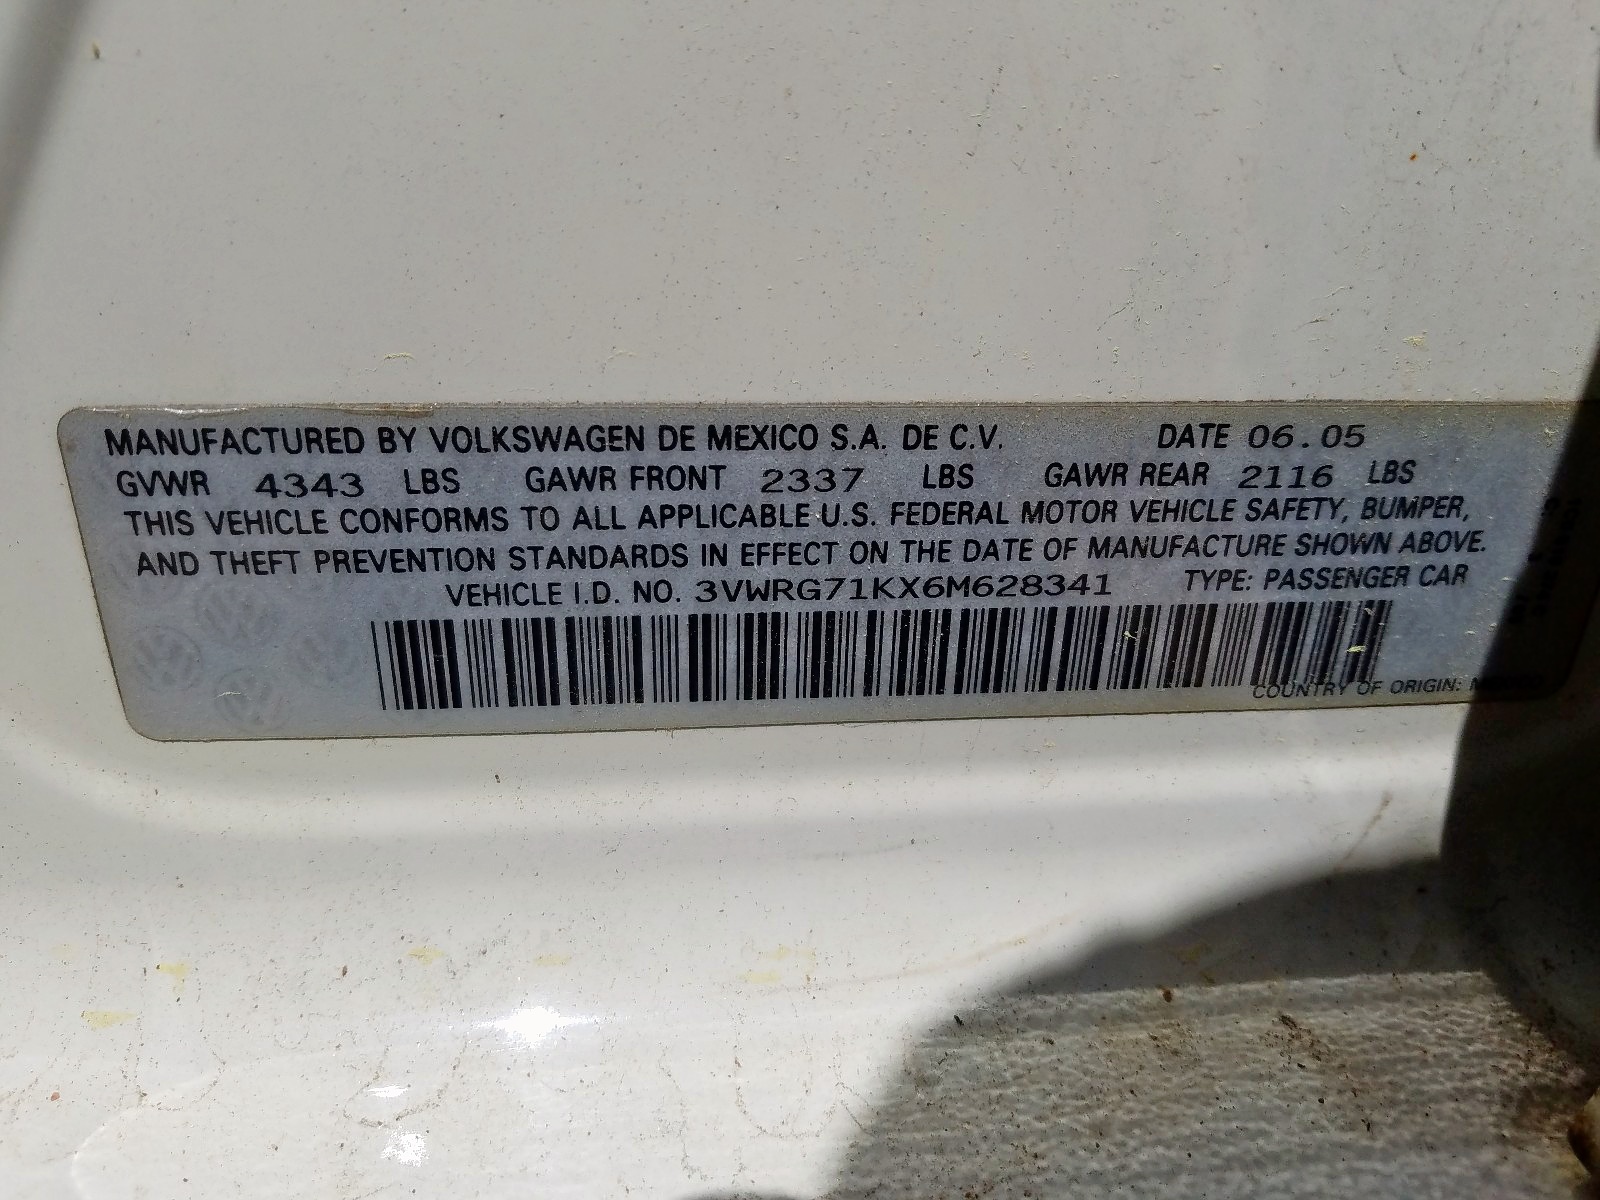 MANUFACTURED BY VOLKSWAGEN DE MEXICO S.A. DE C.V. DATE 06.05
GVWR 4343 LBS GAWR FRONT 2337 LBS GAWR REAR 2116 LBS
THIS VEHICLE CONFORMS TO ALL APPLICABLE U.S. FEDERAL MOTOR VEHICLE SAFETY, BUMPER,
AND THEFT PREVENTION STANDARDS IN EFFECT ON THE DATE OF MANUFACTURE SHOWN ABOVE.
VEHICLE I.D. NO. 3VWRG71KX6M628341 TYPE: PASSENGER CAR
COUNTRY OF ORIGIN: